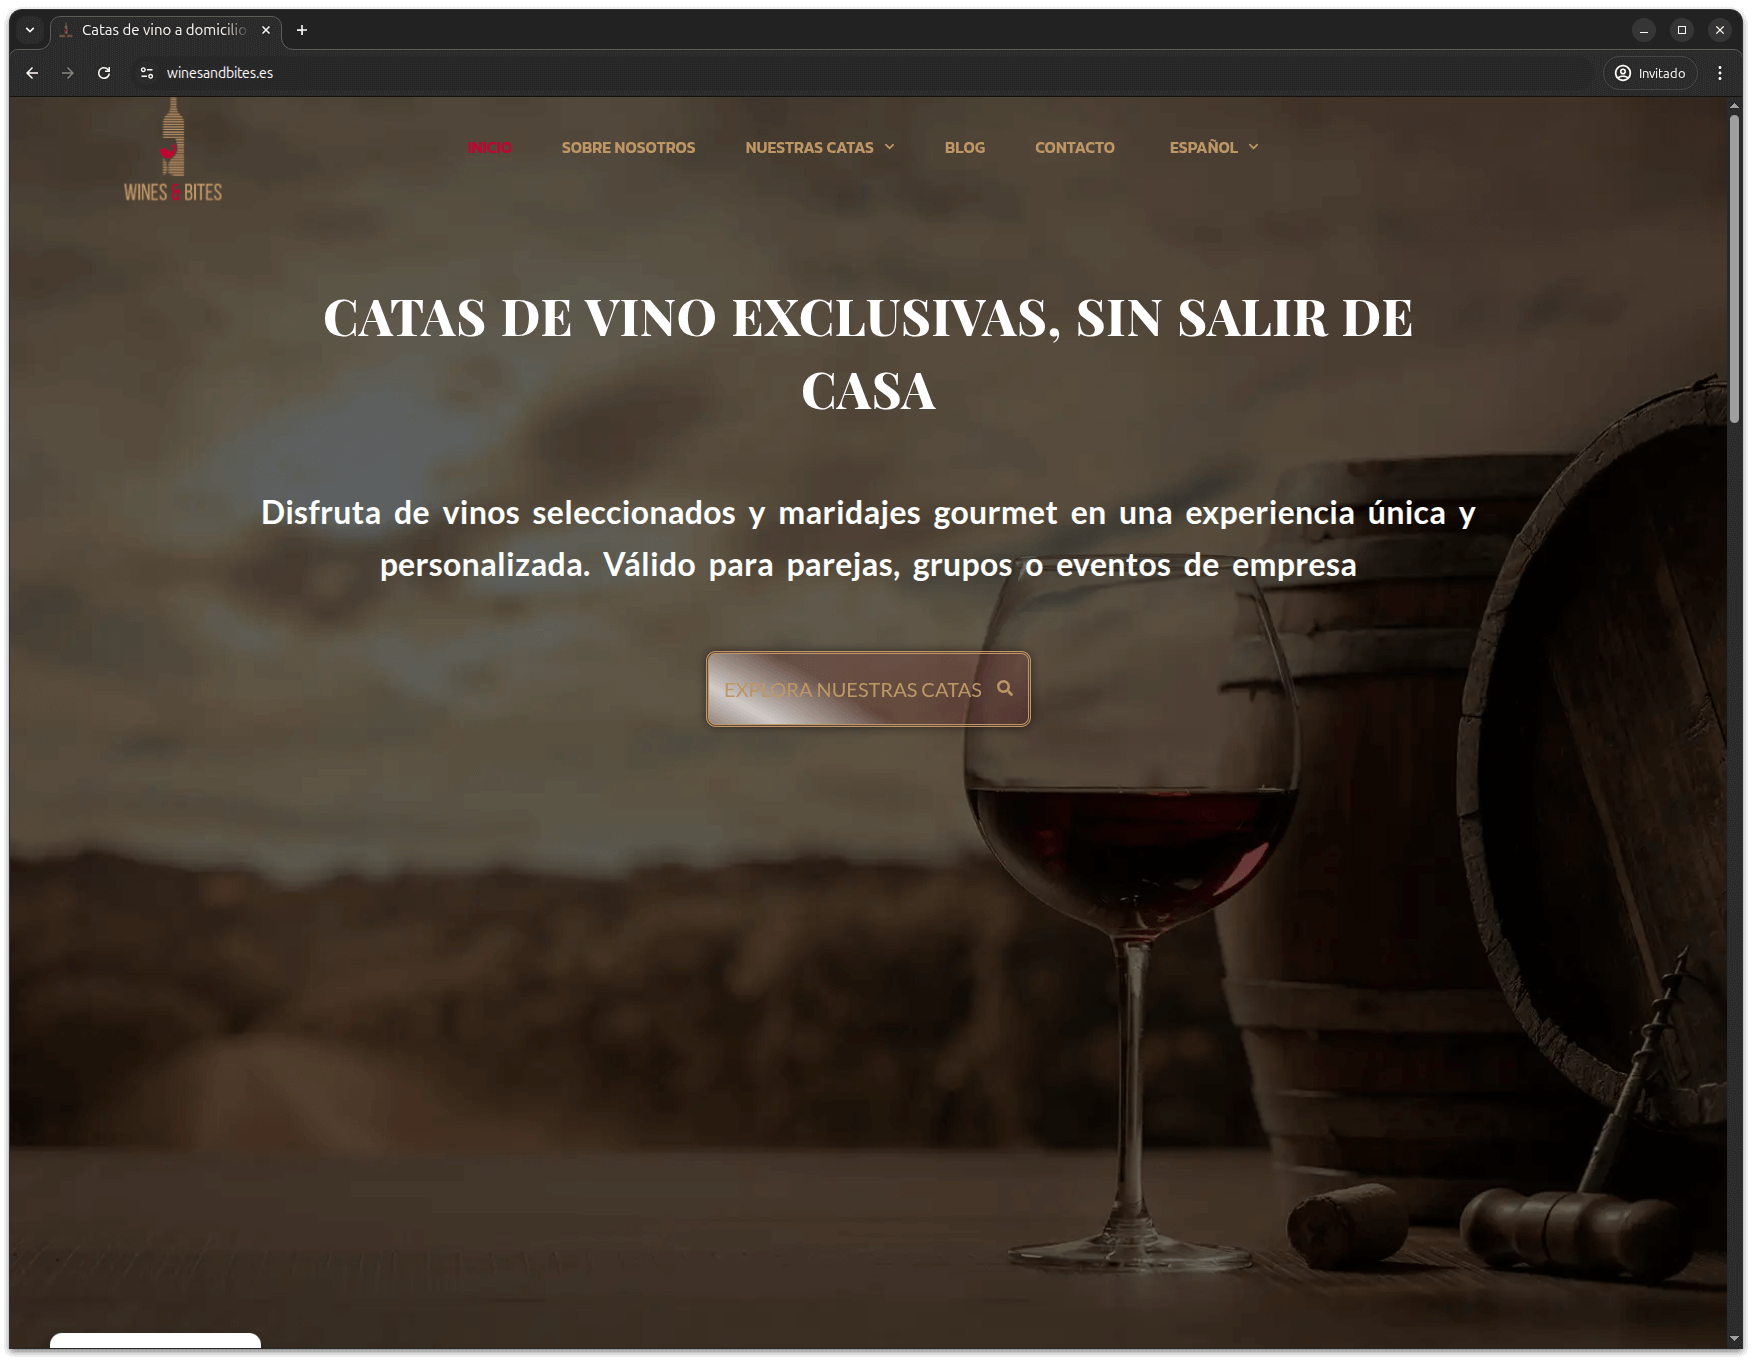 Catas de vino a domicilio
winesandbites.es
Invitado
WINES & BITES
INICIO
SOBRE NOSOTROS
NUESTRAS CATAS
BLOG
CONTACTO
ESPAÑOL
CATAS DE VINO EXCLUSIVAS, SIN SALIR DE
CASA
Disfruta de vinos seleccionados y maridajes gourmet en una experiencia única y
personalizada. Válido para parejas, grupos o eventos de empresa
EXPLORA NUESTRAS CATAS